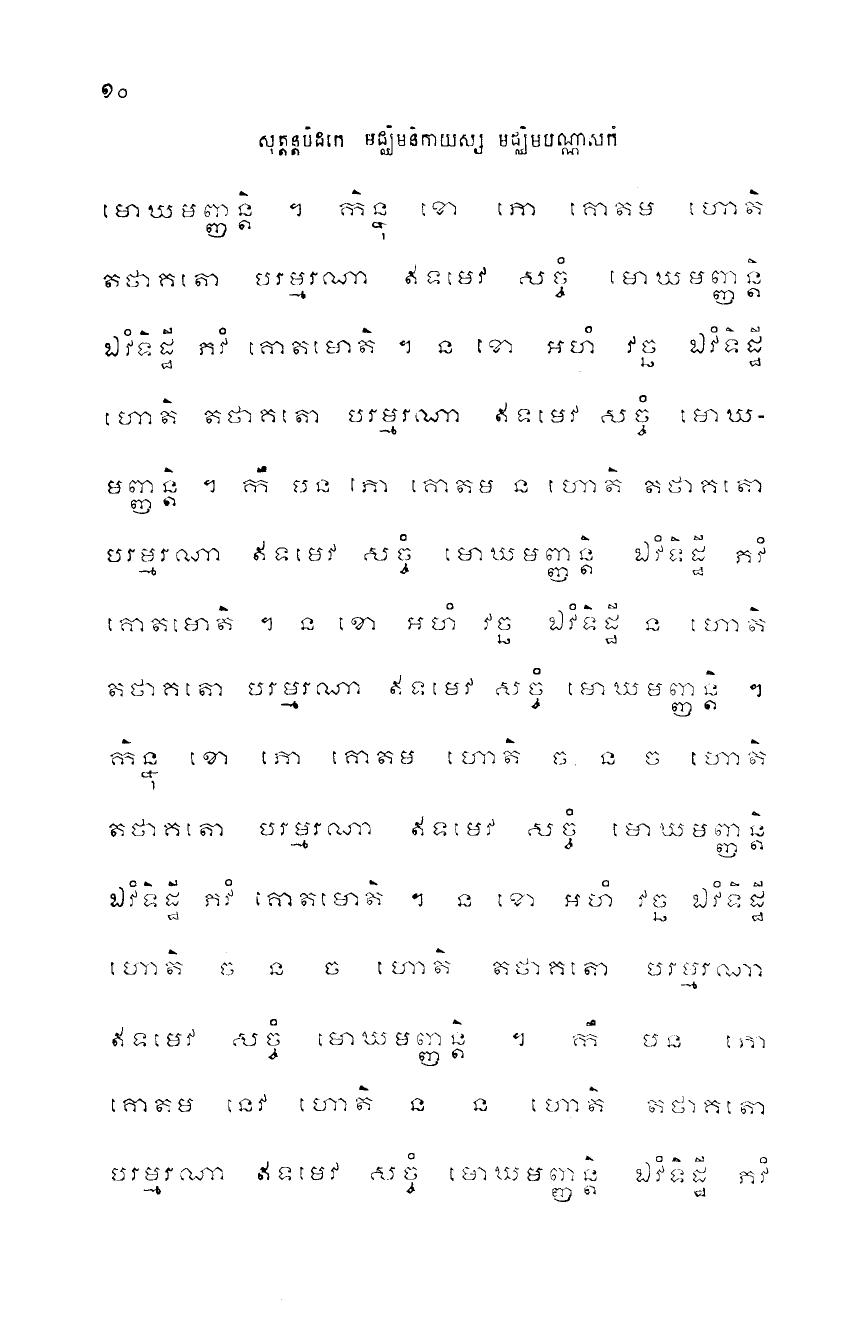 ១០
សុត្តន្តបិដកេ មជ្ឈិមនិកាយស្ស មជ្ឈិមបណ្ណាសកំ
មោឃមញ្ញន្តិ ។ កិន្នុ ខោ ភោ គោតម ហោតិ
តថាគតោ បរម្មរណា ឥទមេវ សច្ចំ មោឃមញ្ញន្តិ
ឯវំទិដ្ឋី ភវំ គោតមោតិ ។ ន ខោ អហំ វច្ឆ ឯវំទិដ្ឋី
ហោតិ តថាគតោ បរម្មរណា ឥទមេវ សច្ចំ មោឃ-
មញ្ញន្តិ ។ កឹ បន ភោ គោតម ន ហោតិ តថាគតោ
បរម្មរណា ឥទមេវ សច្ចំ មោឃមញ្ញន្តិ ឯវំទិដ្ឋី ភវំ
គោតមោតិ ។ ន ខោ អហំ វច្ឆ ឯវំទិដ្ឋី ន ហោតិ
តថាគតោ បរម្មរណា ឥទមេវ សច្ចំ មោឃមញ្ញន្តិ ។
កិន្នុ ខោ ភោ គោតម ហោតិ ច ន ច ហោតិ
តថាគតោ បរម្មរណា ឥទមេវ សច្ចំ មោឃមញ្ញន្តិ
ឯវំទិដ្ឋី ភវំ គោតមោតិ ។ ន ខោ អហំ វច្ឆ ឯវំទិដ្ឋី
ហោតិ ច ន ច ហោតិ តថាគតោ បរម្មរណា
ឥទមេវ សច្ចំ មោឃមញ្ញន្តិ ។ កឹ បន ភោ
គោតម នេវ ហោតិ ន ន ហោតិ តថាគតោ
បរម្មរណា ឥទមេវ សច្ចំ មោឃមញ្ញន្តិ ឯវំទិដ្ឋី ភវំ